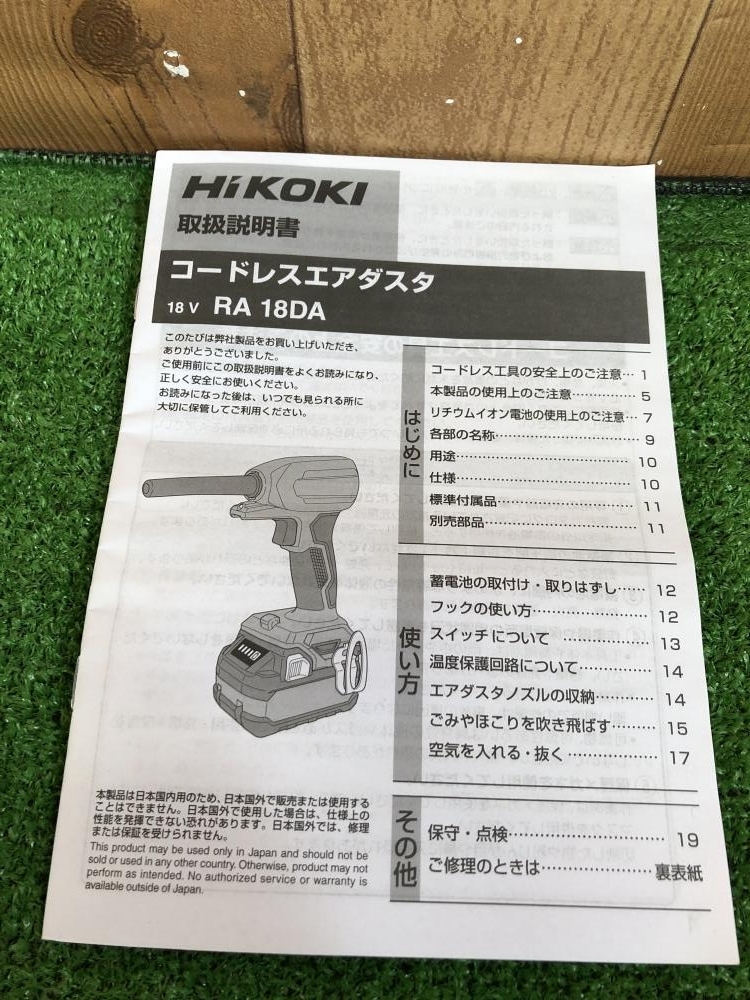 HiKOKI
取扱説明書
コードレスエアダスタ
18 V RA 18DA
このたびは弊社製品をお買い上げいただき、
ありがとうございました。
ご使用前にこの取扱説明書をよくお読みになり、
正しく安全にお使いください。
お読みになった後は、いつでも見られる所に
大切に保管してご利用ください。
はじめに
コードレス工具の安全上のご注意… 1
本製品の使用上のご注意………… 5
リチウムイオン電池の使用上のご注意… 7
各部の名称………………………… 9
用途………………………………… 10
仕様………………………………… 10
標準付属品………………………… 11
別売部品…………………………… 11
使い方
蓄電池の取付け・取りはずし…… 12
フックの使い方…………………… 12
スイッチについて………………… 13
温度保護回路について…………… 14
エアダスタノズルの収納………… 14
ごみやほこりを吹き飛ばす……… 15
空気を入れる・抜く……………… 17
その他
保守・点検………………………… 19
ご修理のときは…………………… 裏表紙
本製品は日本国内用のため、日本国外で販売または使用する
ことはできません。日本国外で使用した場合は、仕様上の
性能を発揮できない恐れがあります。日本国外では、修理
または保証を受けられません。
This product may be used only in Japan and should not be
sold or used in any other country. Otherwise, product may not
perform as intended. No authorized service or warranty is
available outside of Japan.